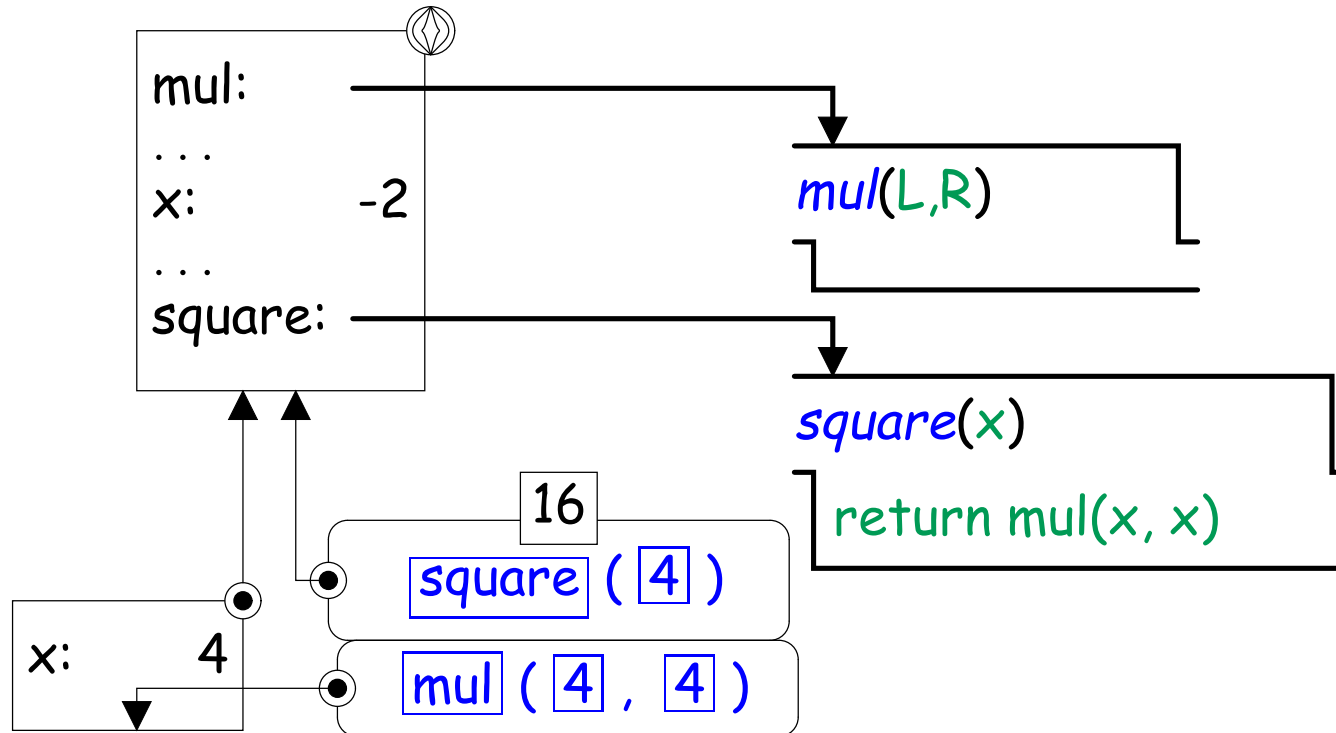 mul:
. . .
x: -2
. . .
square:
mul(L,R)
square(x)
return mul(x, x)
16
square ( 4 )
x: 4
mul ( 4 , 4 )